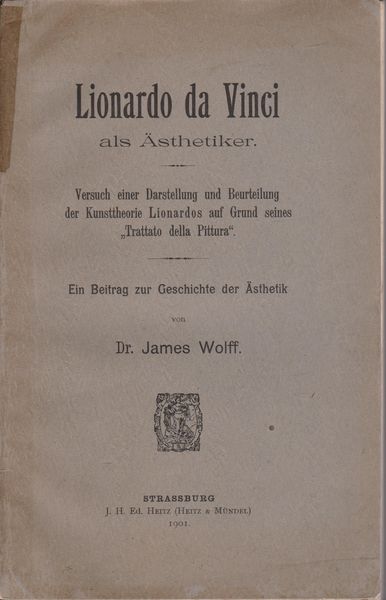 Lionardo da Vinci
als Ästhetiker.
Versuch einer Darstellung und Beurteilung
der Kunsttheorie Lionardos auf Grund seines
„Trattato della Pittura“.
Ein Beitrag zur Geschichte der Ästhetik
von
Dr. James Wolff.
STRASSBURG
J. H. Ed. Heitz (Heitz & Mündel)
1901.